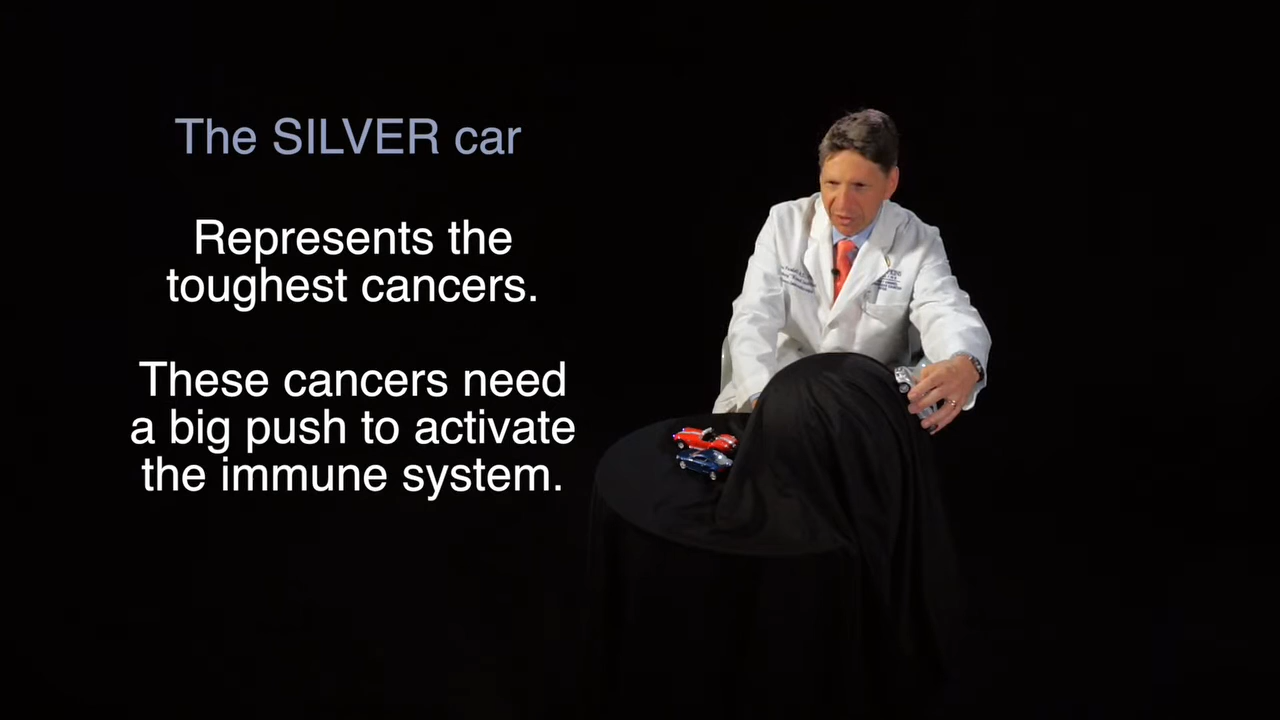 The SILVER car
Represents the
toughest cancers.
These cancers need
a big push to activate
the immune system.